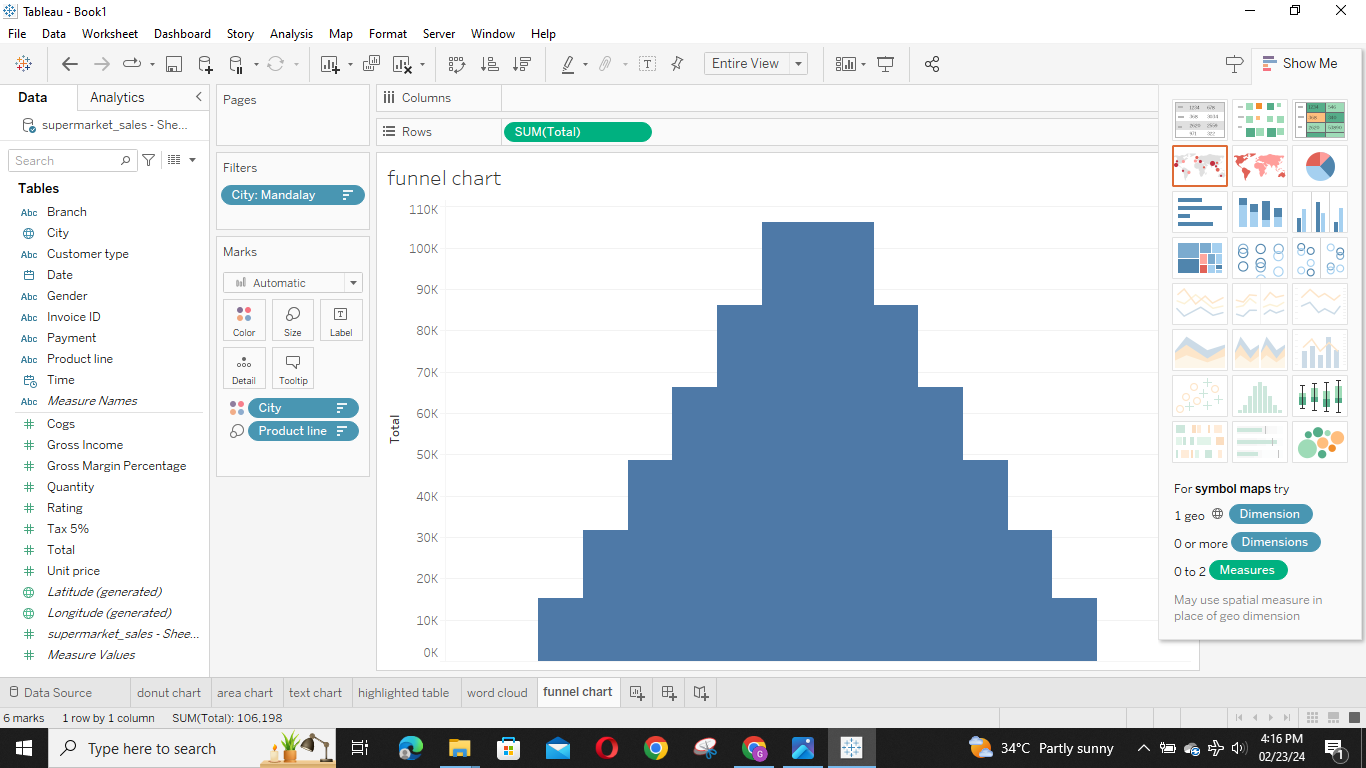 Tableau - Book1
File Data Worksheet Dashboard Story Analysis Map Format Server Window Help
Entire View
Show Me
Data Analytics
supermarket_sales - She...
Search
Tables
Abc Branch
City
Abc Customer type
Date
Abc Gender
Abc Invoice ID
Abc Payment
Abc Product line
Time
Abc Measure Names
Cogs
Gross Income
Gross Margin Percentage
Quantity
Rating
Tax 5%
Total
Unit price
Latitude (generated)
Longitude (generated)
supermarket_sales - Shee...
Measure Values
Pages
Filters
City: Mandalay
Marks
Automatic
Color Size Label
Detail Tooltip
City
Product line
Columns
Rows SUM(Total)
funnel chart
110K
100K
90K
80K
70K
60K
50K
40K
30K
20K
10K
0K
Total
For symbol maps try
1 geo Dimension
0 or more Dimensions
0 to 2 Measures
May use spatial measure in
place of geo dimension
Data Source donut chart area chart text chart highlighted table word cloud funnel chart
6 marks 1 row by 1 column SUM(Total): 106,198
Type here to search
34°C Partly sunny
4:16 PM
02/23/24
1